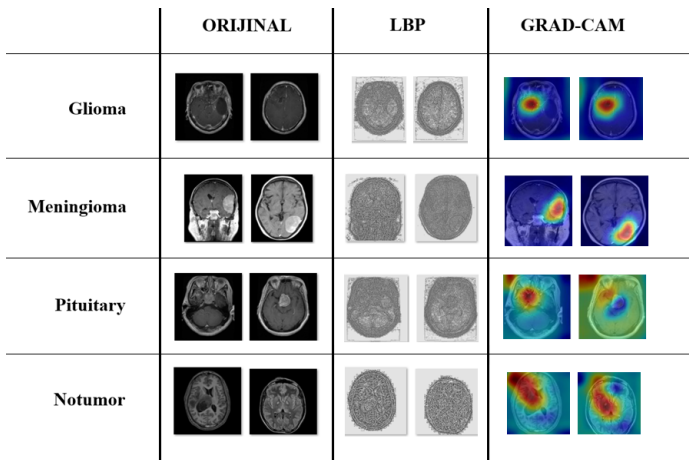 ORIJINAL LBP GRAD-CAM
Glioma
Meningioma
Pituitary
Notumor